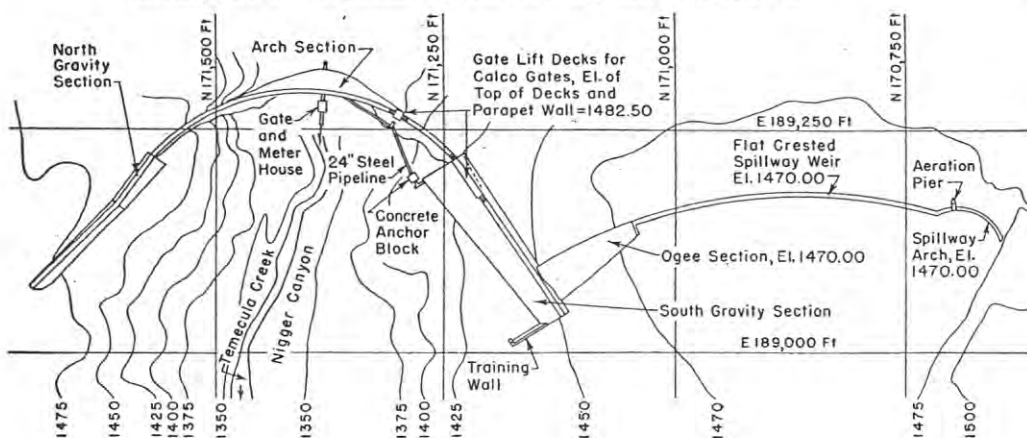 N 171,500 Ft
N 171,250 Ft
N 171,000 Ft
N 170,750 Ft
North
Gravity
Section
Arch Section
Gate Lift Decks for
Calco Gates, El. of
Top of Decks and
Parapet Wall=1482.50
E 189,250 Ft
Gate
and
Meter
House
24" Steel
Pipeline
Concrete
Anchor
Block
Flat Crested
Spillway Weir
El. 1470.00
Aeration
Pier
Spillway
Arch, El.
1470.00
Ogee Section, El. 1470.00
South Gravity Section
Temecula Creek
Nigger Canyon
E 189,000 Ft
Training
Wall
1475
1450
1425
1400
1375
1350
1350
1375
1400
1425
1450
1470
1475
1500